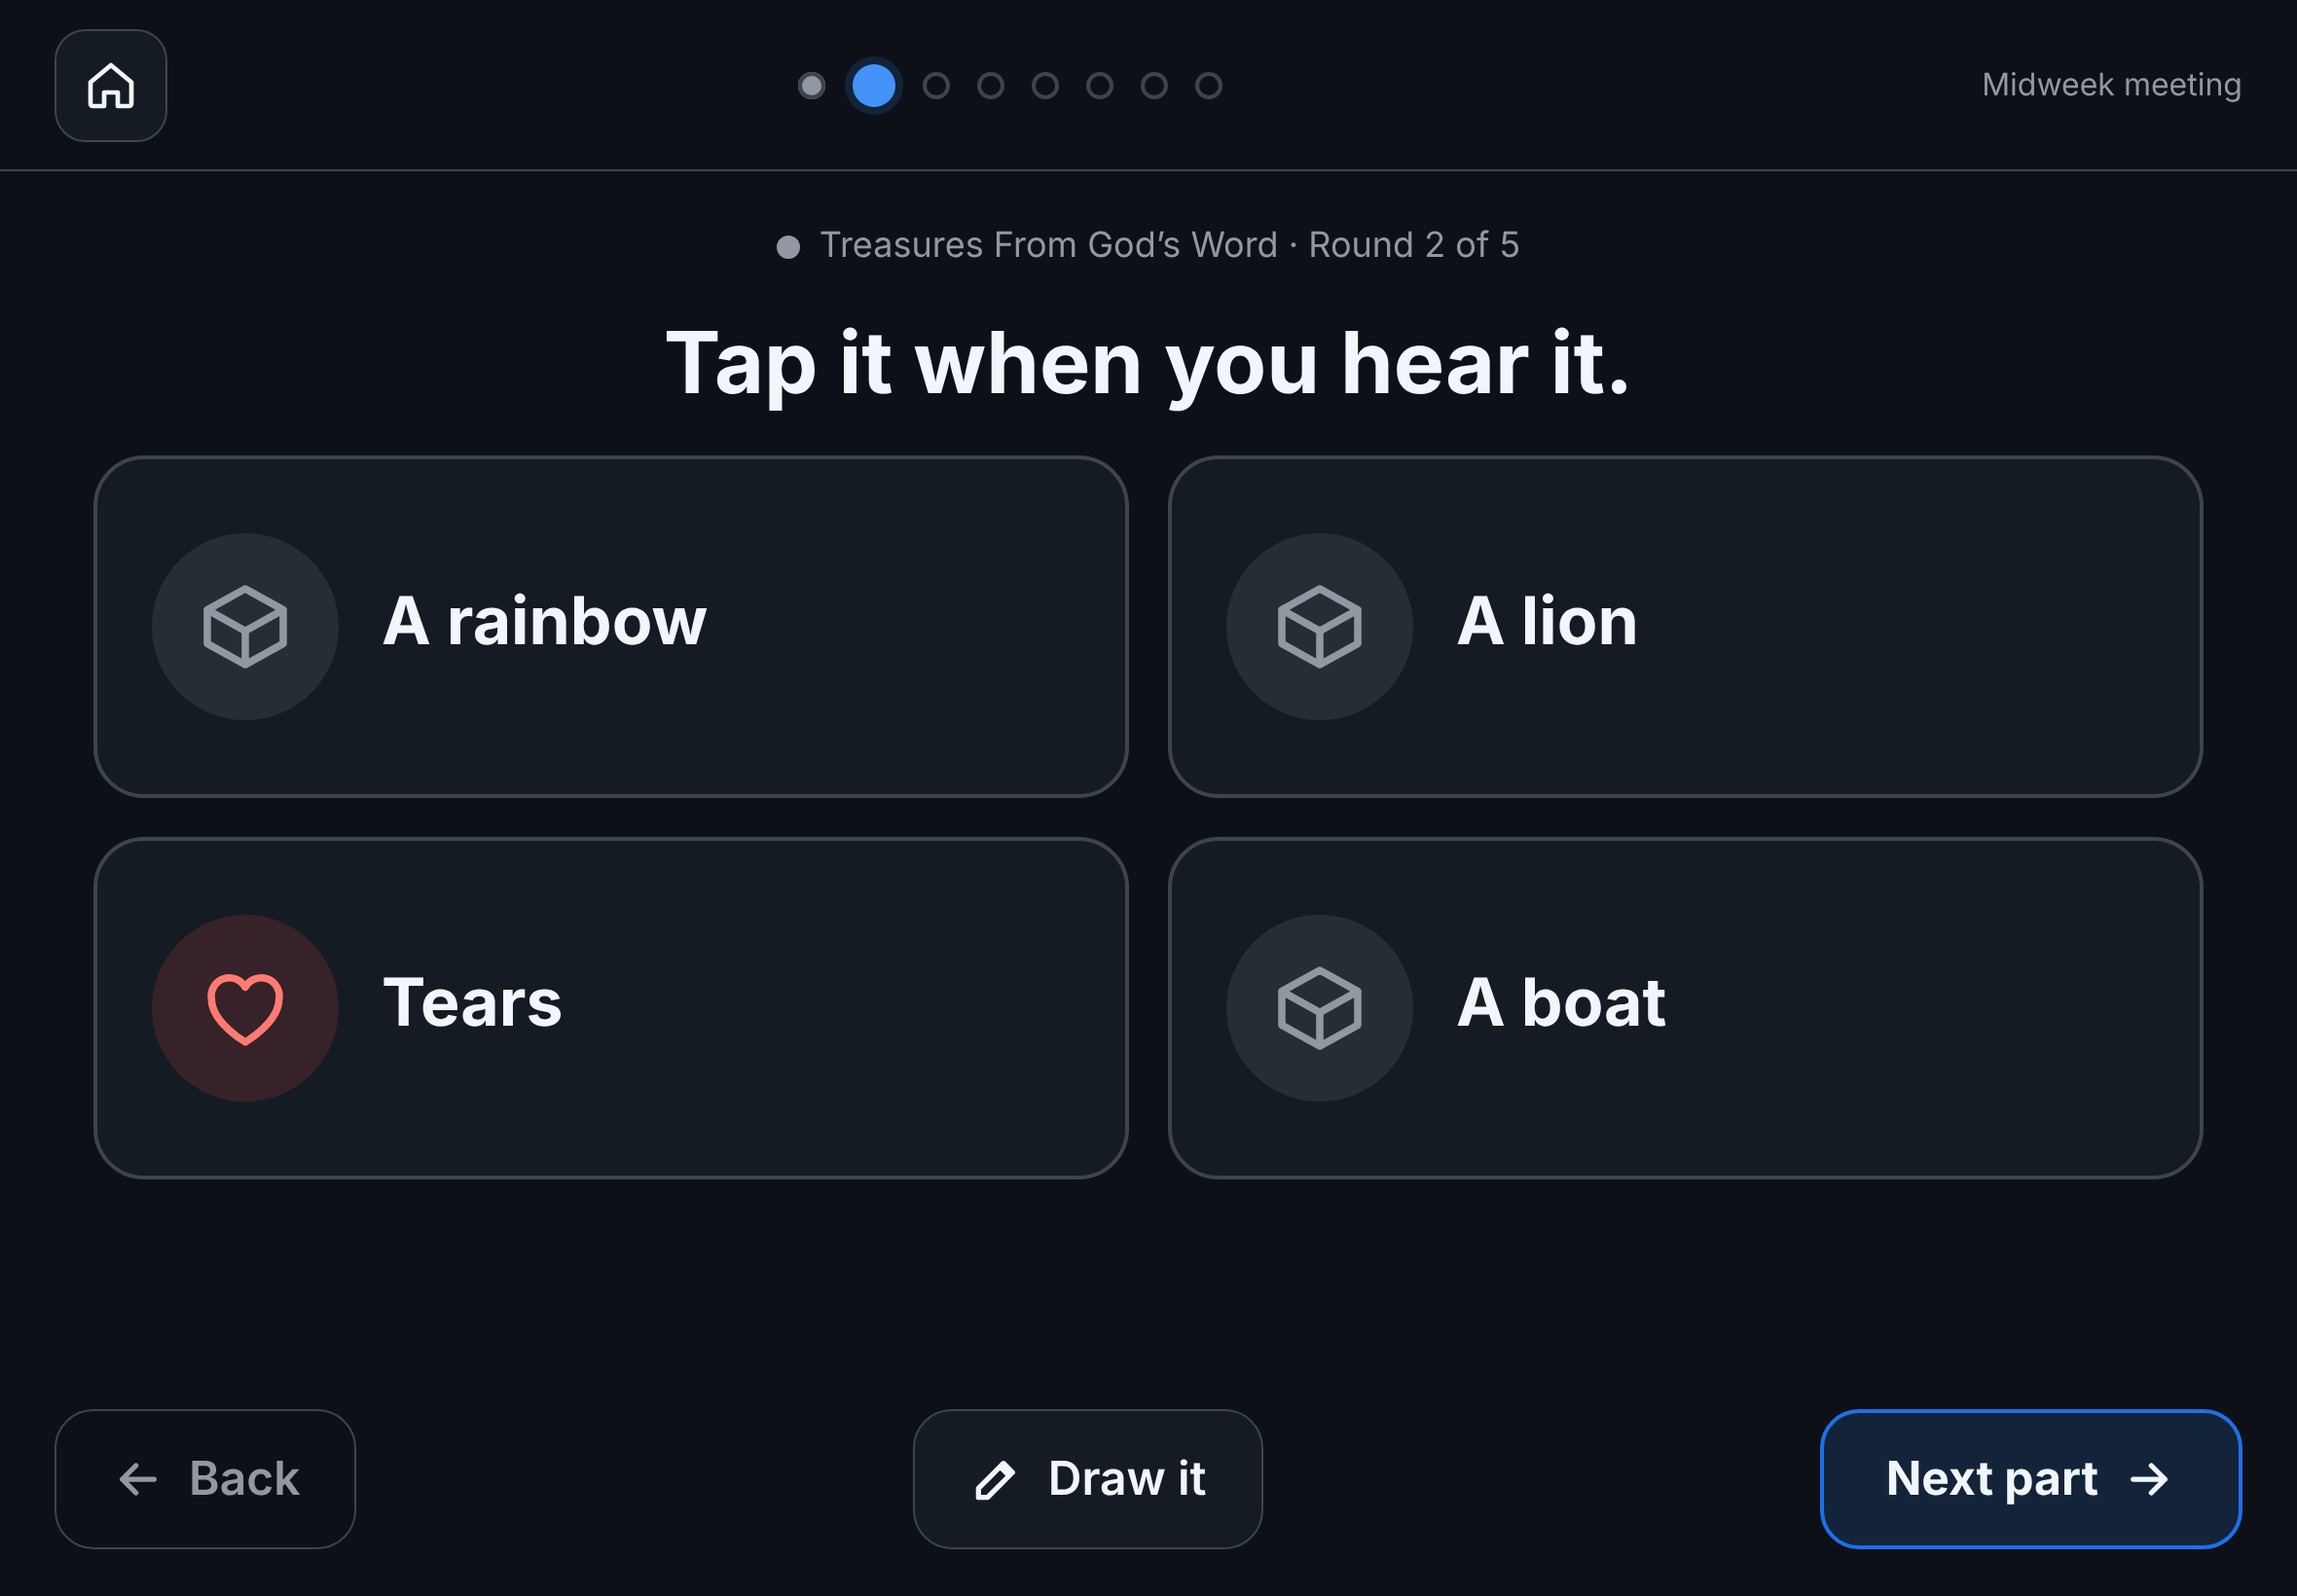 Midweek meeting
Treasures From God's Word · Round 2 of 5
Tap it when you hear it.
A rainbow
A lion
Tears
A boat
Back
Draw it
Next part